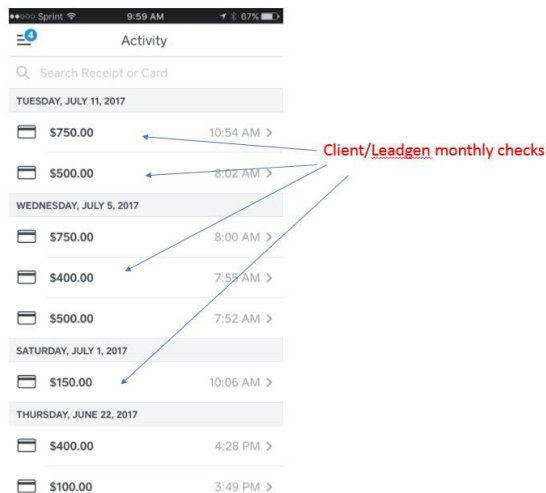 Sprint 9:59 AM 67%
4 Activity
Search Receipt or Card
TUESDAY, JULY 11, 2017
$750.00 10:54 AM >
Client/Leadgen monthly checks
$500.00 8:02 AM >
WEDNESDAY, JULY 5, 2017
$750.00 8:00 AM >
$400.00 7:55 AM >
$500.00 7:52 AM >
SATURDAY, JULY 1, 2017
$150.00 10:06 AM >
THURSDAY, JUNE 22, 2017
$400.00 4:28 PM >
$100.00 3:49 PM >